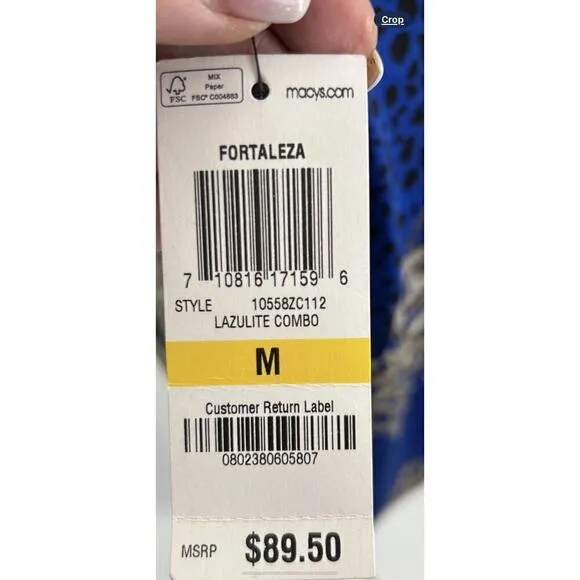 Crop
MIX
Paper
FSC
FSC® C004883
macys.com
FORTALEZA
7 10816 17159 6
STYLE 10558ZC112
LAZULITE COMBO
M
Customer Return Label
0802380605807
MSRP $89.50